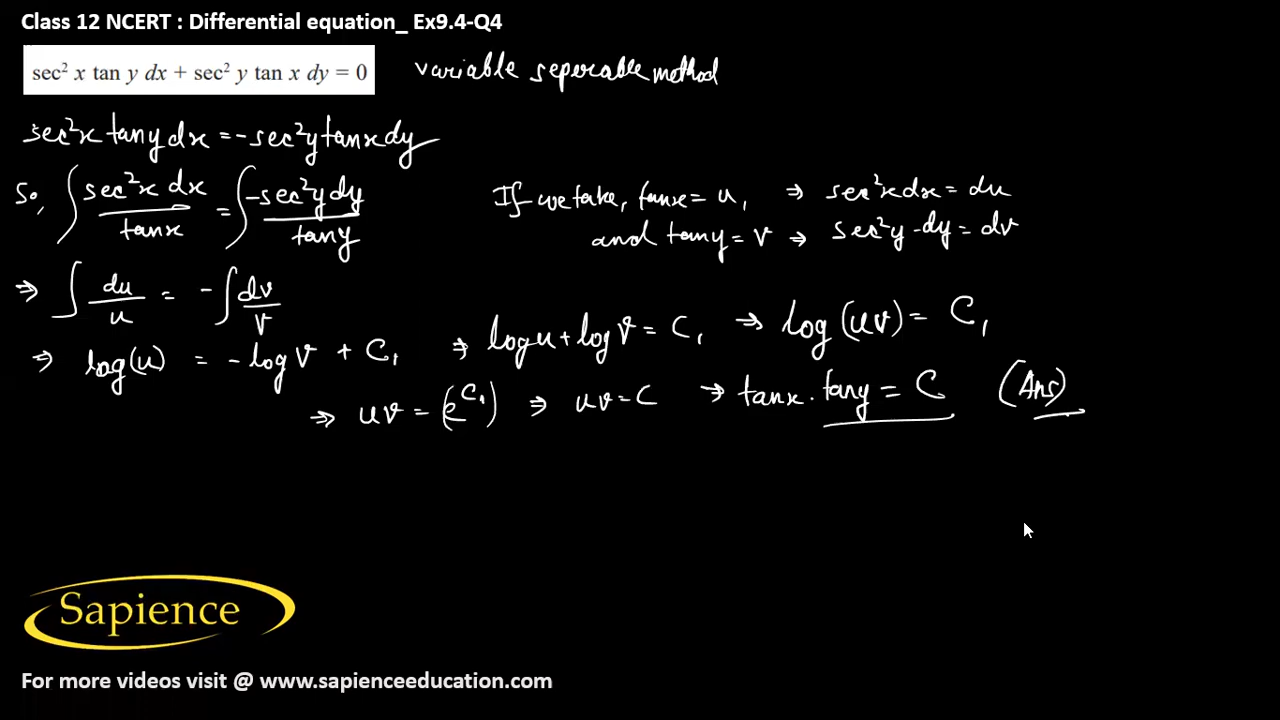 Class 12 NCERT : Differential equation_ Ex9.4-Q4
sec² x tan y dx + sec² y tan x dy = 0 variable seperable method
sec²x tany dx = -sec²y tanx dy
So, ∫ sec²x dx / tanx = ∫ -sec²y dy / tany
If we take, tanx = u, ⇒ sec²x dx = du
and tany = v ⇒ sec²y - dy = dv
⇒ ∫ du/u = - ∫ dv/v
⇒ log(u) = - log v + C₁ ⇒ log u + log v = C₁ ⇒ log (uv) = C₁
⇒ uv = (e^C₁) ⇒ uv = C ⇒ tanx . tany = C (Ans)
Sapience
For more videos visit @ www.sapienceeducation.com